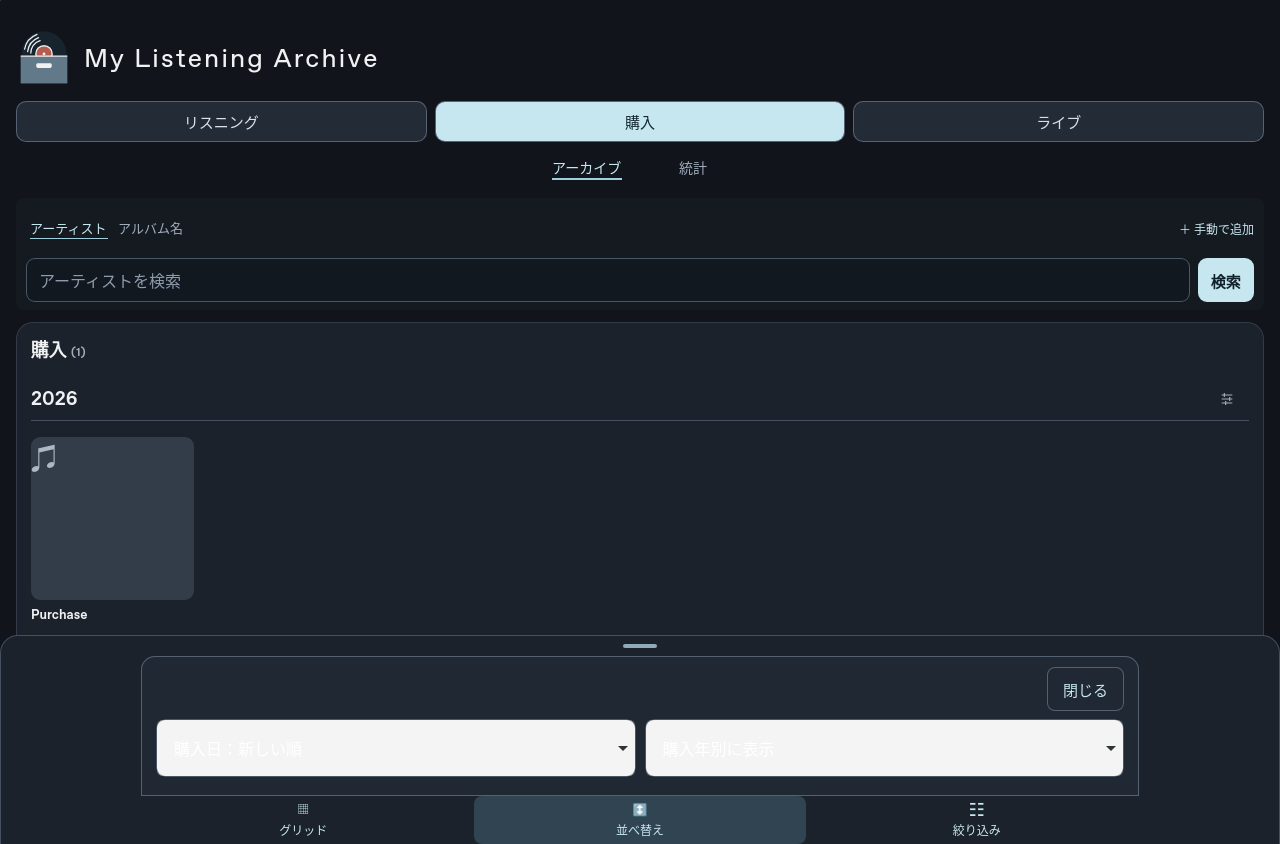 My Listening Archive
リスニング
購入
ライブ
アーカイブ
統計
アーティスト アルバム名
＋ 手動で追加
アーティストを検索
検索
購入 (1)
2026
Purchase
閉じる
購入日：新しい順
購入年別に表示
グリッド
並べ替え
絞り込み